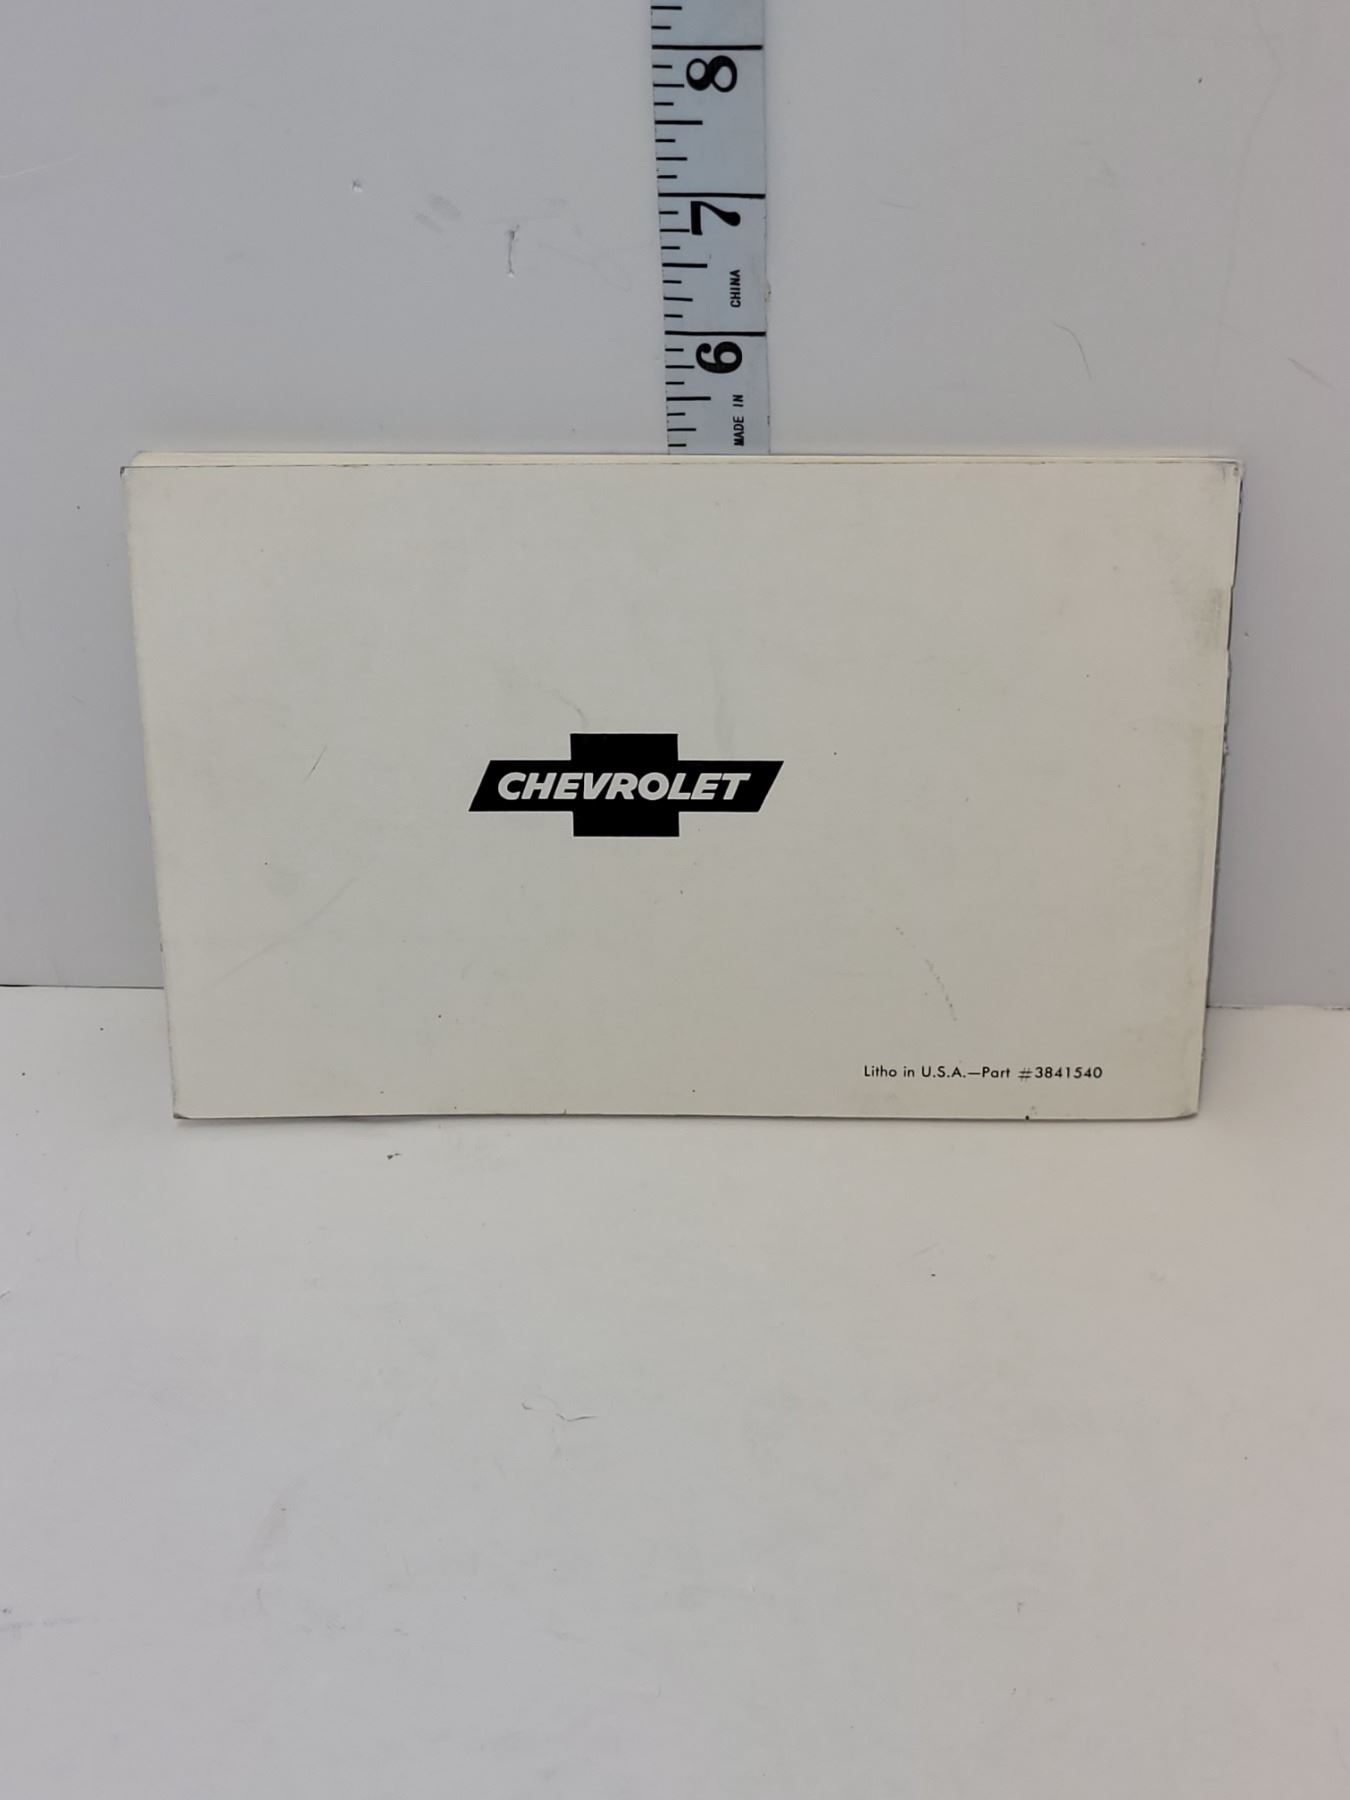 8
7
CHINA
6
MADE IN
CHEVROLET
Litho in U.S.A.—Part #3841540